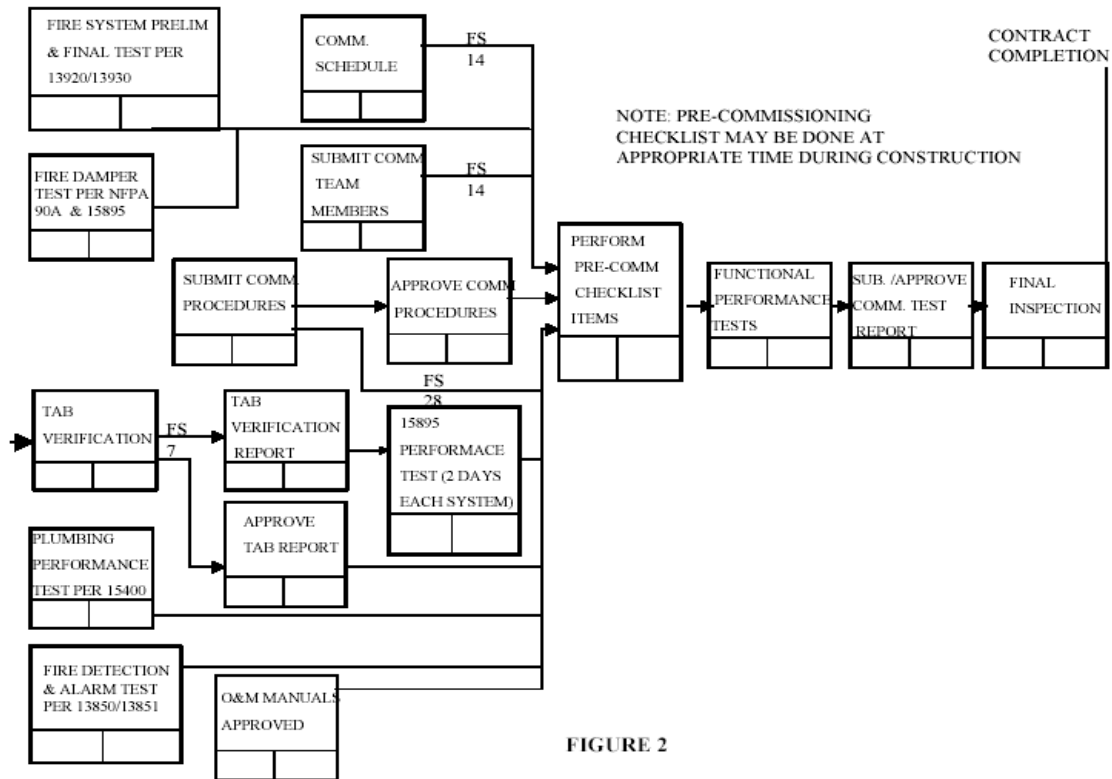 FIRE SYSTEM PRELIM
& FINAL TEST PER
13920/13930
COMM.
SCHEDULE
FS
14
CONTRACT
COMPLETION
NOTE: PRE-COMMISSIONING
CHECKLIST MAY BE DONE AT
APPROPRIATE TIME DURING CONSTRUCTION
FIRE DAMPER
TEST PER NFPA
90A & 15895
SUBMIT COMM
TEAM
MEMBERS
FS
14
SUBMIT COMM.
PROCEDURES
APPROVE COMM
PROCEDURES
PERFORM
PRE-COMM
CHECKLIST
ITEMS
FUNCTIONAL
PERFORMANCE
TESTS
SUB. /APPROVE
COMM. TEST
REPORT
FINAL
INSPECTION
FS
28
TAB
VERIFICATION
FS
7
TAB
VERIFICATION
REPORT
15895
PERFORMACE
TEST (2 DAYS
EACH SYSTEM)
APPROVE
TAB REPORT
PLUMBING
PERFORMANCE
TEST PER 15400
FIRE DETECTION
& ALARM TEST
PER 13850/13851
O&M MANUALS
APPROVED
FIGURE 2